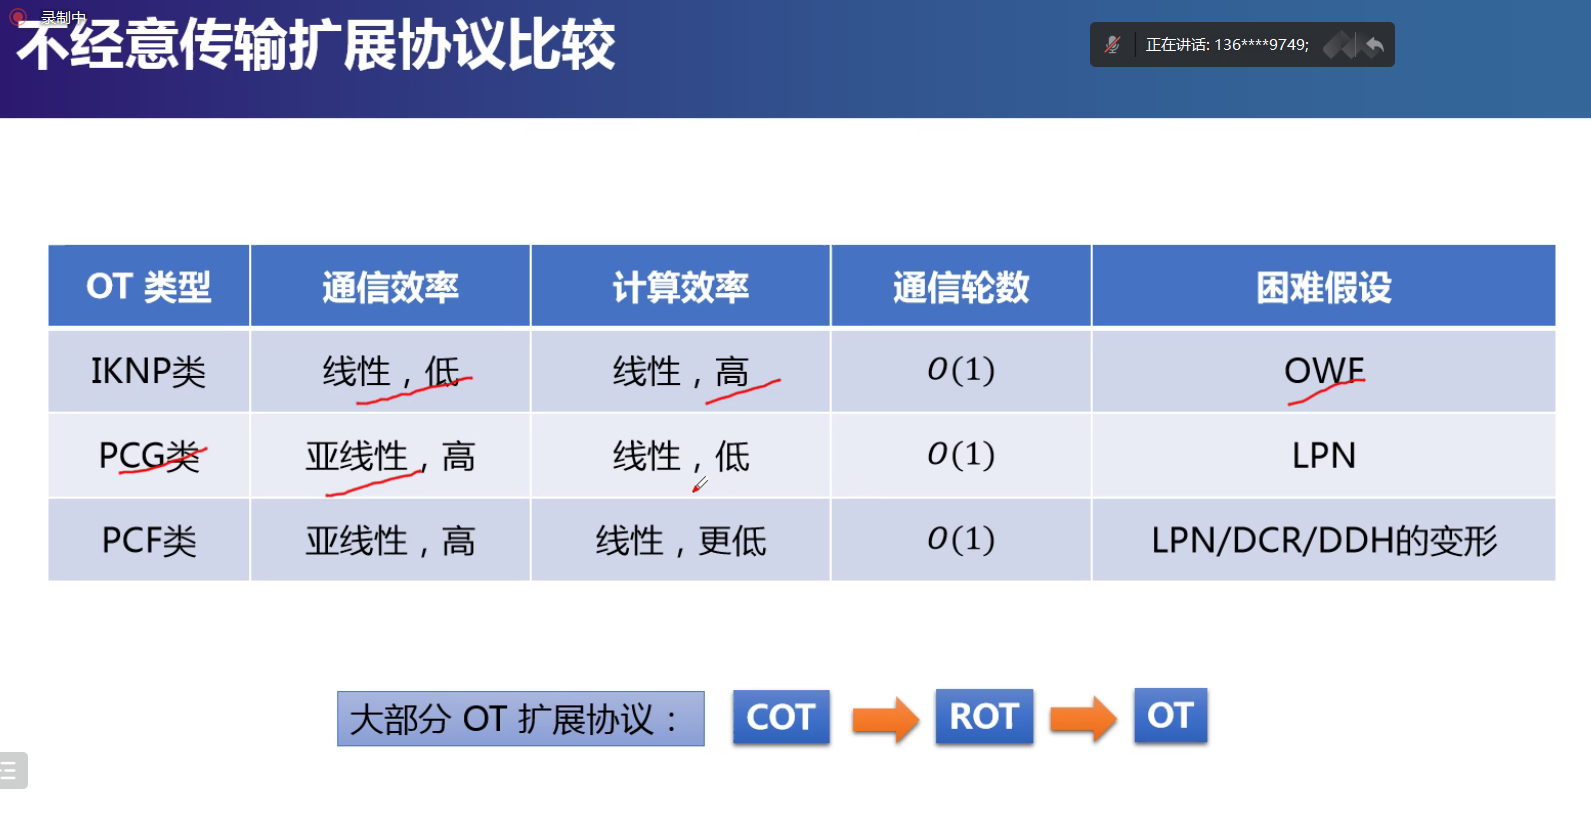 录制中
不经意传输扩展协议比较
正在讲话: 136****9749;
OT 类型 通信效率 计算效率 通信轮数 困难假设
IKNP类 线性，低 线性，高 O(1) OWF
PCG类 亚线性，高 线性，低 O(1) LPN
PCF类 亚线性，高 线性，更低 O(1) LPN/DCR/DDH的变形
大部分 OT 扩展协议： COT ROT OT